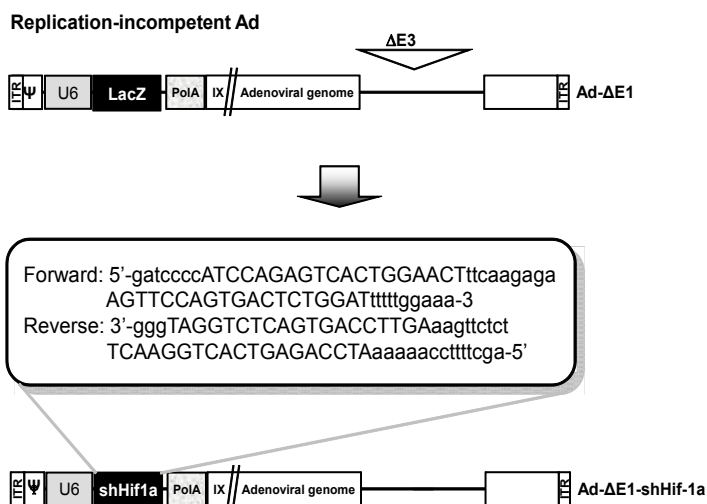 Replication-incompetent Ad
ΔE3
ITR Ψ U6 LacZ PolA IX Adenoviral genome ITR Ad-ΔE1
Forward: 5'-gatccccATCCAGAGTCACTGGAACTttcaagaga
AGTTCCAGTGACTCTGGATtttttggaaa-3
Reverse: 3'-gggTAGGTCTCAGTGACCTTGAaagttctct
TCAAGGTCACTGAGACCTAaaaaaccttttcga-5’
ITR Ψ U6 shHif1a PolA IX Adenoviral genome ITR Ad-ΔE1-shHif-1a